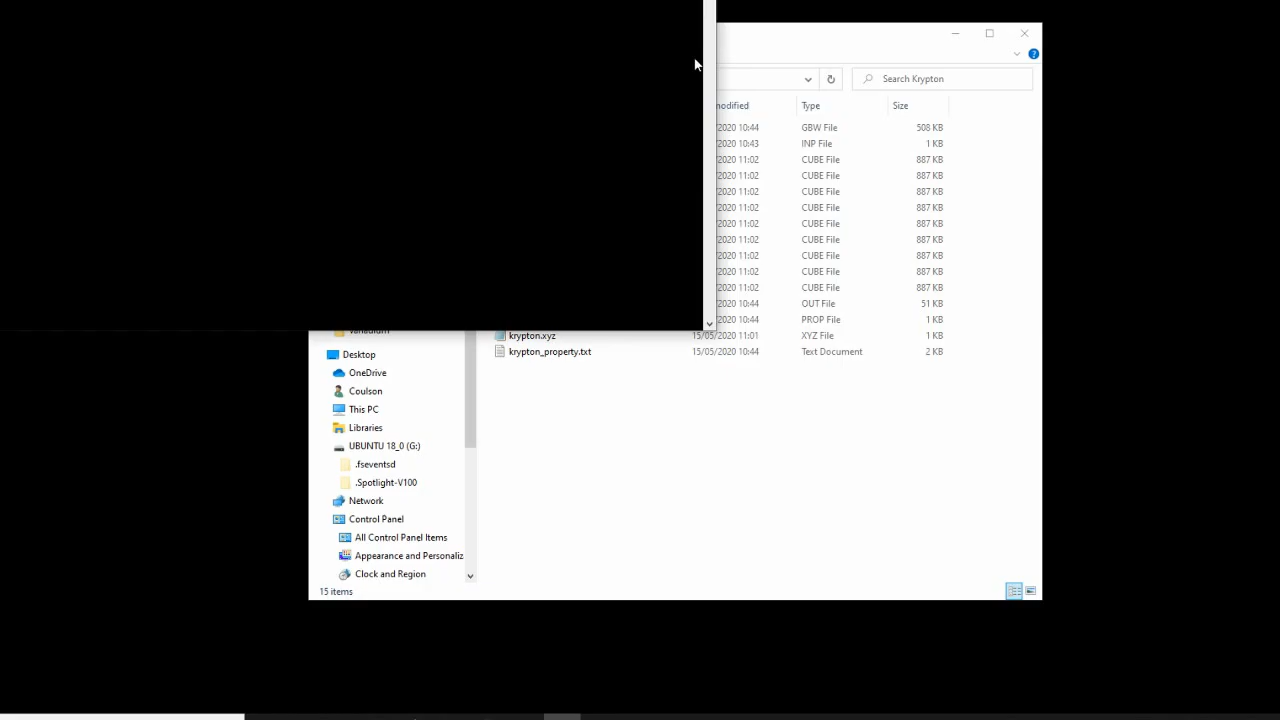 Search Krypton
modified Type Size
/2020 10:44 GBW File 508 KB
/2020 10:43 INP File 1 KB
/2020 11:02 CUBE File 887 KB
/2020 11:02 CUBE File 887 KB
/2020 11:02 CUBE File 887 KB
/2020 11:02 CUBE File 887 KB
/2020 11:02 CUBE File 887 KB
/2020 11:02 CUBE File 887 KB
/2020 11:02 CUBE File 887 KB
/2020 11:02 CUBE File 887 KB
/2020 11:02 CUBE File 887 KB
/2020 10:44 OUT File 51 KB
/2020 10:44 PROP File 1 KB
krypton.xyz 15/05/2020 11:01 XYZ File 1 KB
krypton_property.txt 15/05/2020 10:44 Text Document 2 KB
Vanadium
Desktop
OneDrive
Coulson
This PC
Libraries
UBUNTU 18_0 (G:)
.fseventsd
.Spotlight-V100
Network
Control Panel
All Control Panel Items
Appearance and Personaliz
Clock and Region
15 items